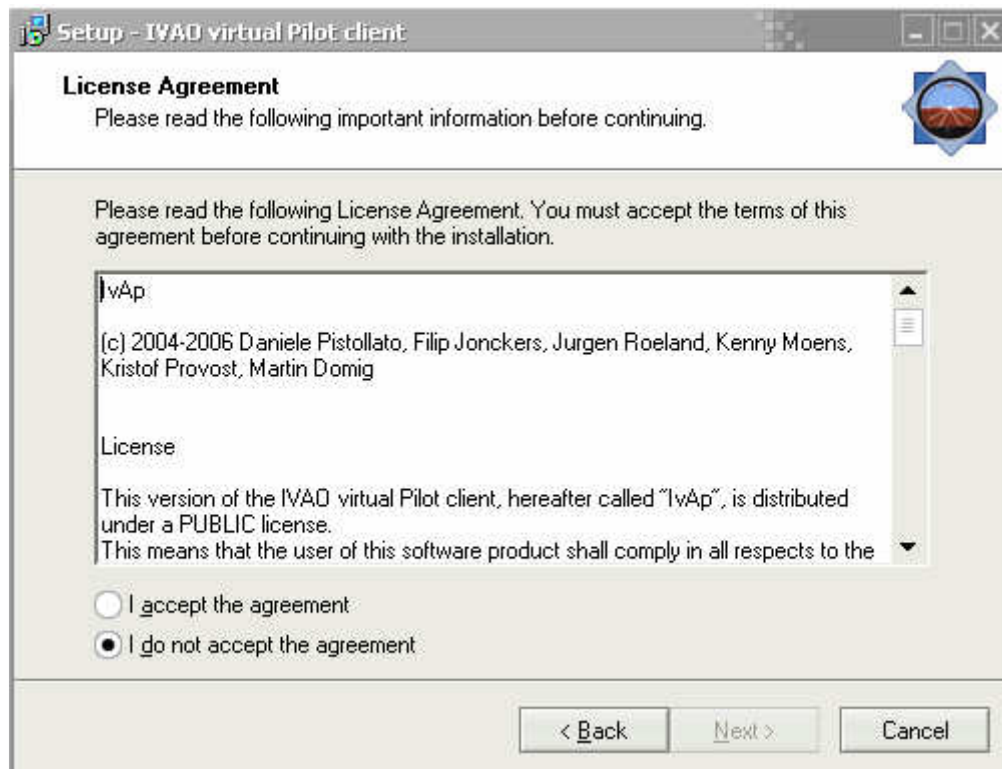 Setup - IVAO virtual Pilot client
License Agreement
Please read the following important information before continuing.
Please read the following License Agreement. You must accept the terms of this
agreement before continuing with the installation.
IvAp
(c) 2004-2006 Daniele Pistollato, Filip Jonckers, Jurgen Roeland, Kenny Moens,
Kristof Provost, Martin Domig
License
This version of the IVAO virtual Pilot client, hereafter called "IvAp", is distributed
under a PUBLIC license.
This means that the user of this software product shall comply in all respects to the
I accept the agreement
I do not accept the agreement
< Back Next > Cancel